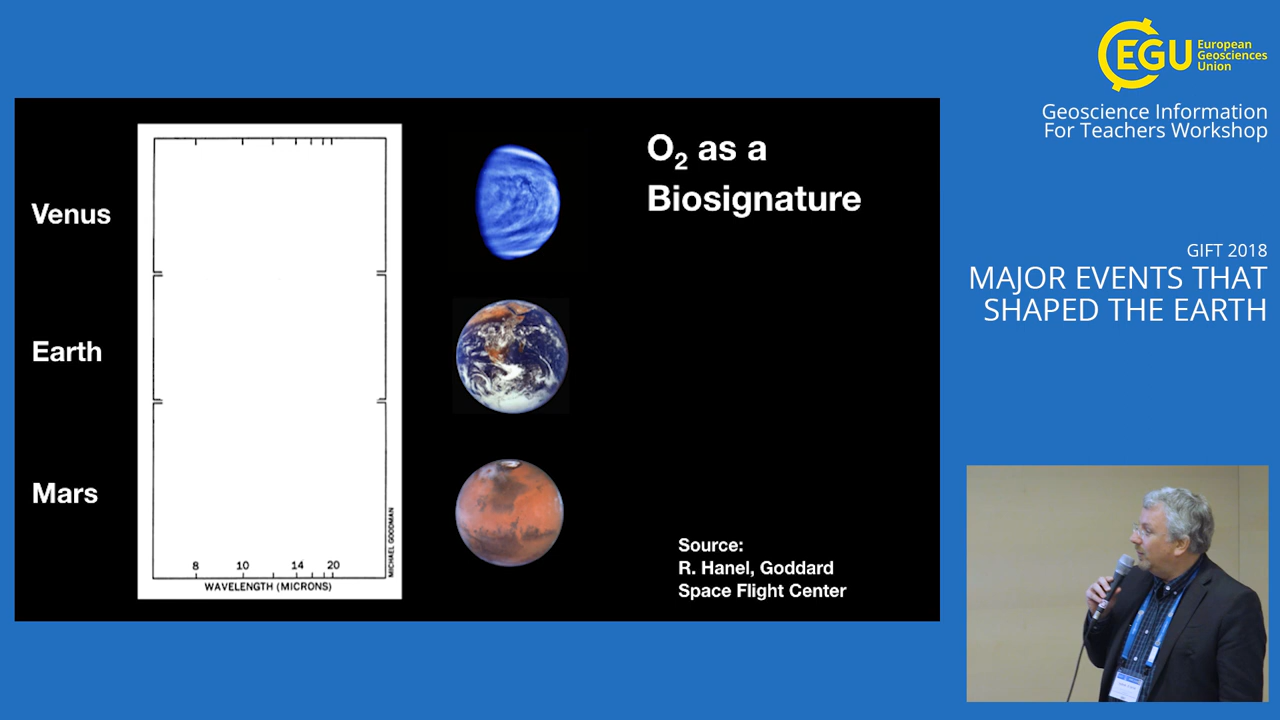 EGU
European
Geosciences
Union
Geoscience Information
For Teachers Workshop
GIFT 2018
MAJOR EVENTS THAT
SHAPED THE EARTH
O2 as a
Biosignature
Venus
Earth
Mars
8 10 14 20
WAVELENGTH (MICRONS)
MICHAEL GOODMAN
Source:
R. Hanel, Goddard
Space Flight Center